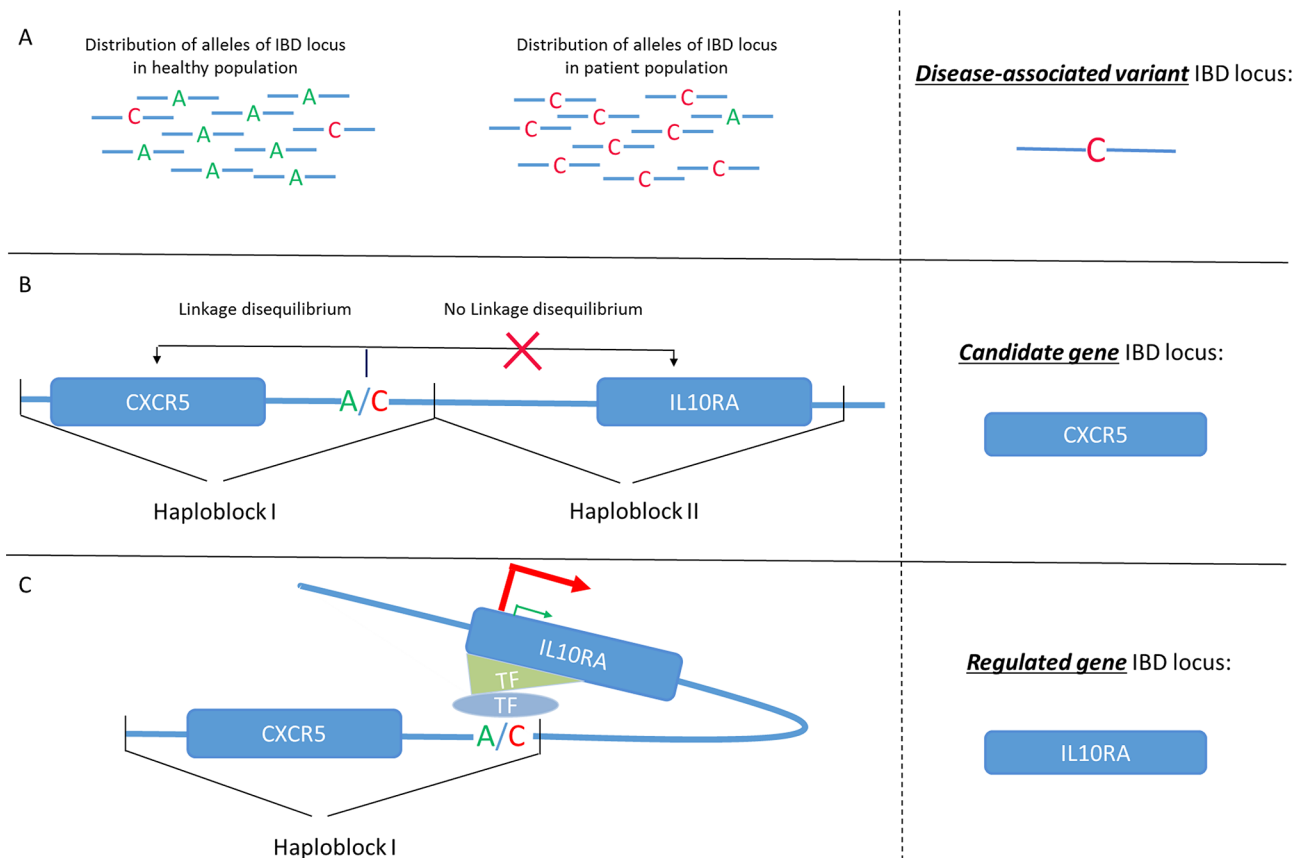 A
Distribution of alleles of IBD locus
in healthy population
A
A
C
A
C
A
A
A
A
A
Distribution of alleles of IBD locus
in patient population
C
C
C
A
C
C
C
C
C
C
Disease-associated variant IBD locus:
C
B
Linkage disequilibrium
No Linkage disequilibrium
CXCR5
A/C
IL10RA
Haploblock I
Haploblock II
Candidate gene IBD locus:
CXCR5
C
IL10RA
TF
TF
CXCR5
A/C
Haploblock I
Regulated gene IBD locus:
IL10RA